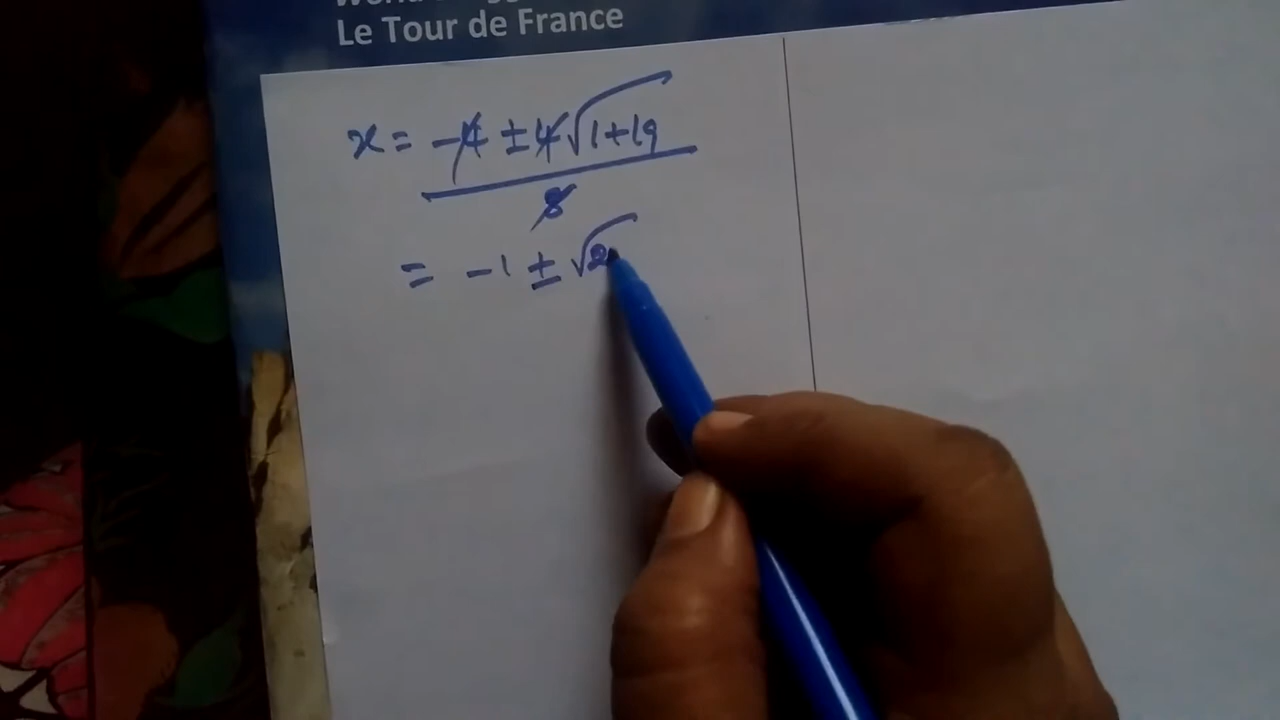 Le Tour de France
x = -4 ± 4√1+19
8
= -1 ± √2